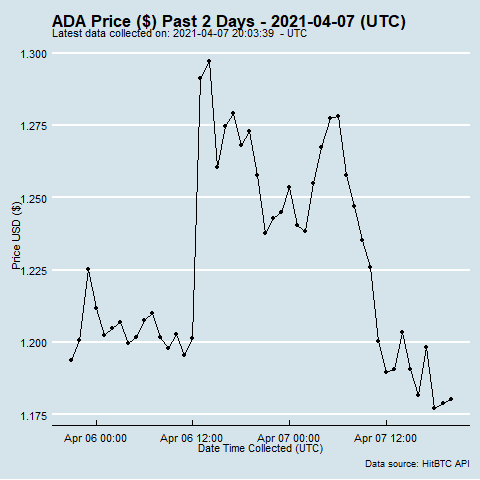 ADA Price ($) Past 2 Days - 2021-04-07 (UTC)
Latest data collected on: 2021-04-07 20:03:39 - UTC
1.300
1.275
1.250
1.225
1.200
1.175
Price USD ($)
Apr 06 00:00 Apr 06 12:00 Apr 07 00:00 Apr 07 12:00
Date Time Collected (UTC)
Data source: HitBTC API